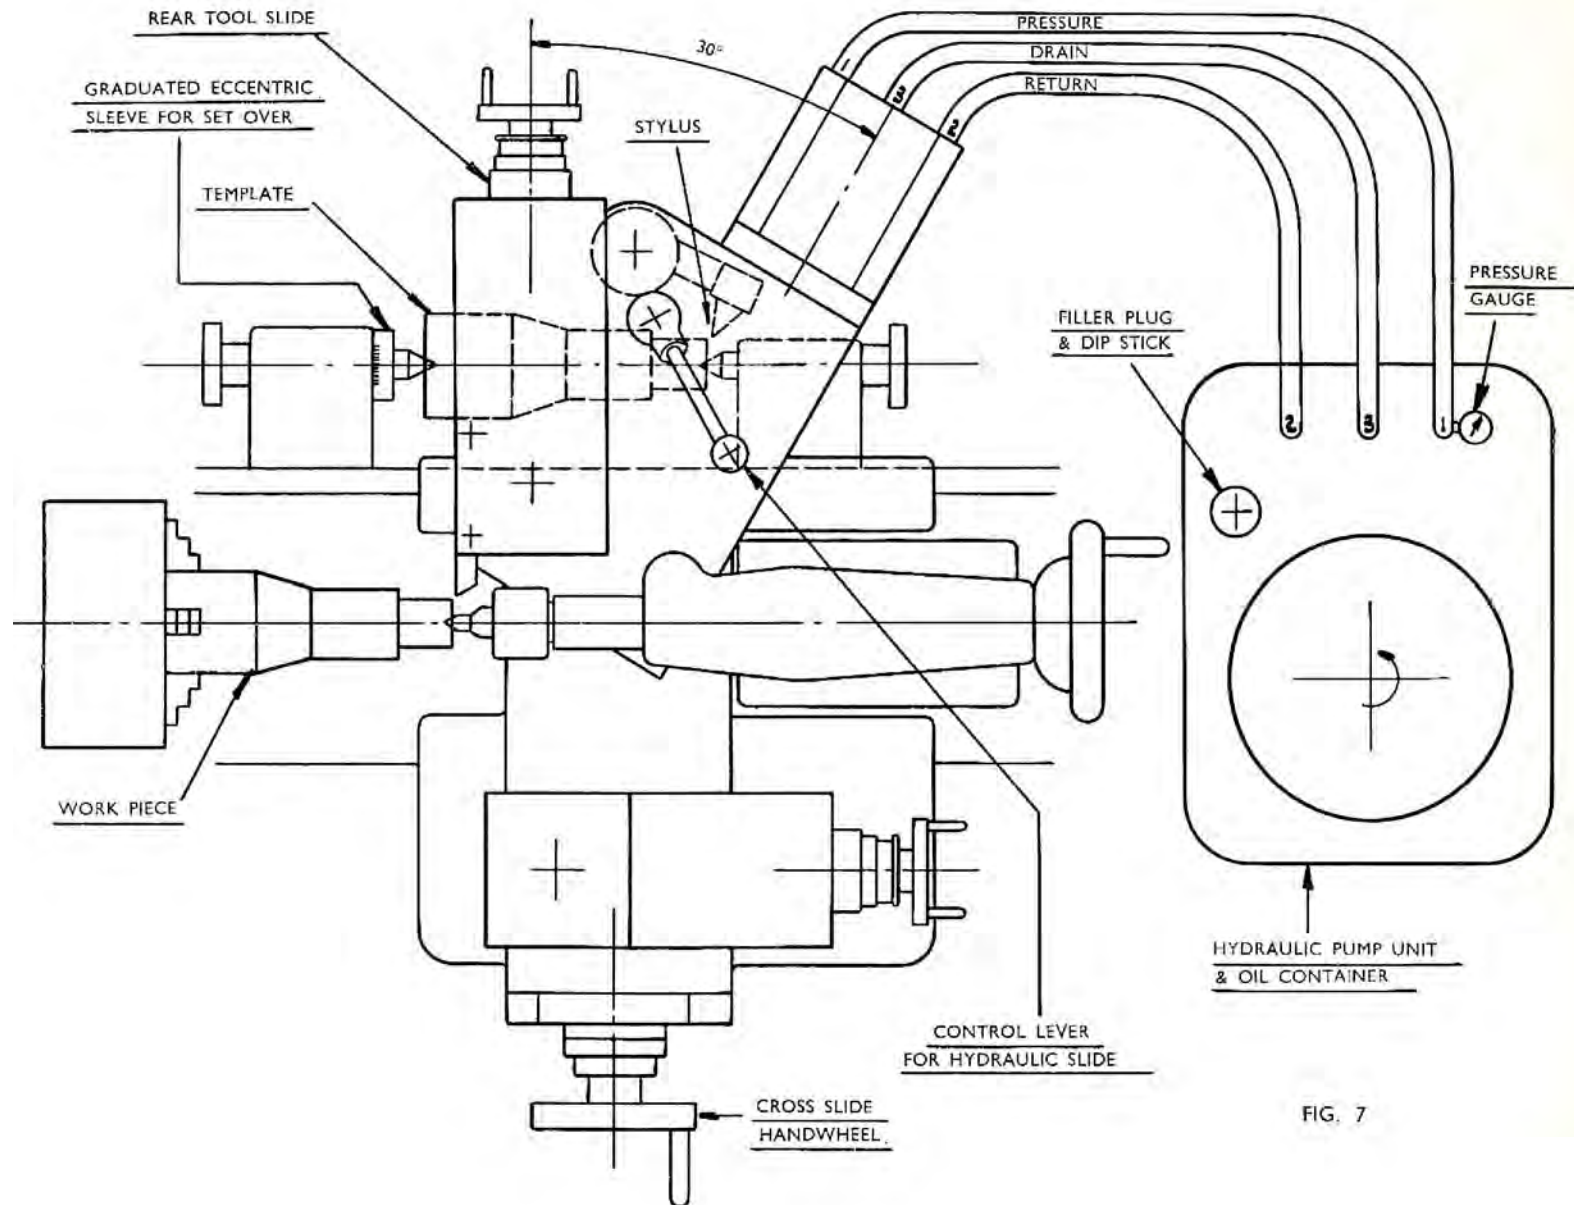 REAR TOOL SLIDE
GRADUATED ECCENTRIC
SLEEVE FOR SET OVER
TEMPLATE
STYLUS
30°
PRESSURE
DRAIN
RETURN
1
3
2
PRESSURE
GAUGE
FILLER PLUG
& DIP STICK
2
3
1
WORK PIECE
HYDRAULIC PUMP UNIT
& OIL CONTAINER
CONTROL LEVER
FOR HYDRAULIC SLIDE
CROSS SLIDE
HANDWHEEL.
FIG. 7